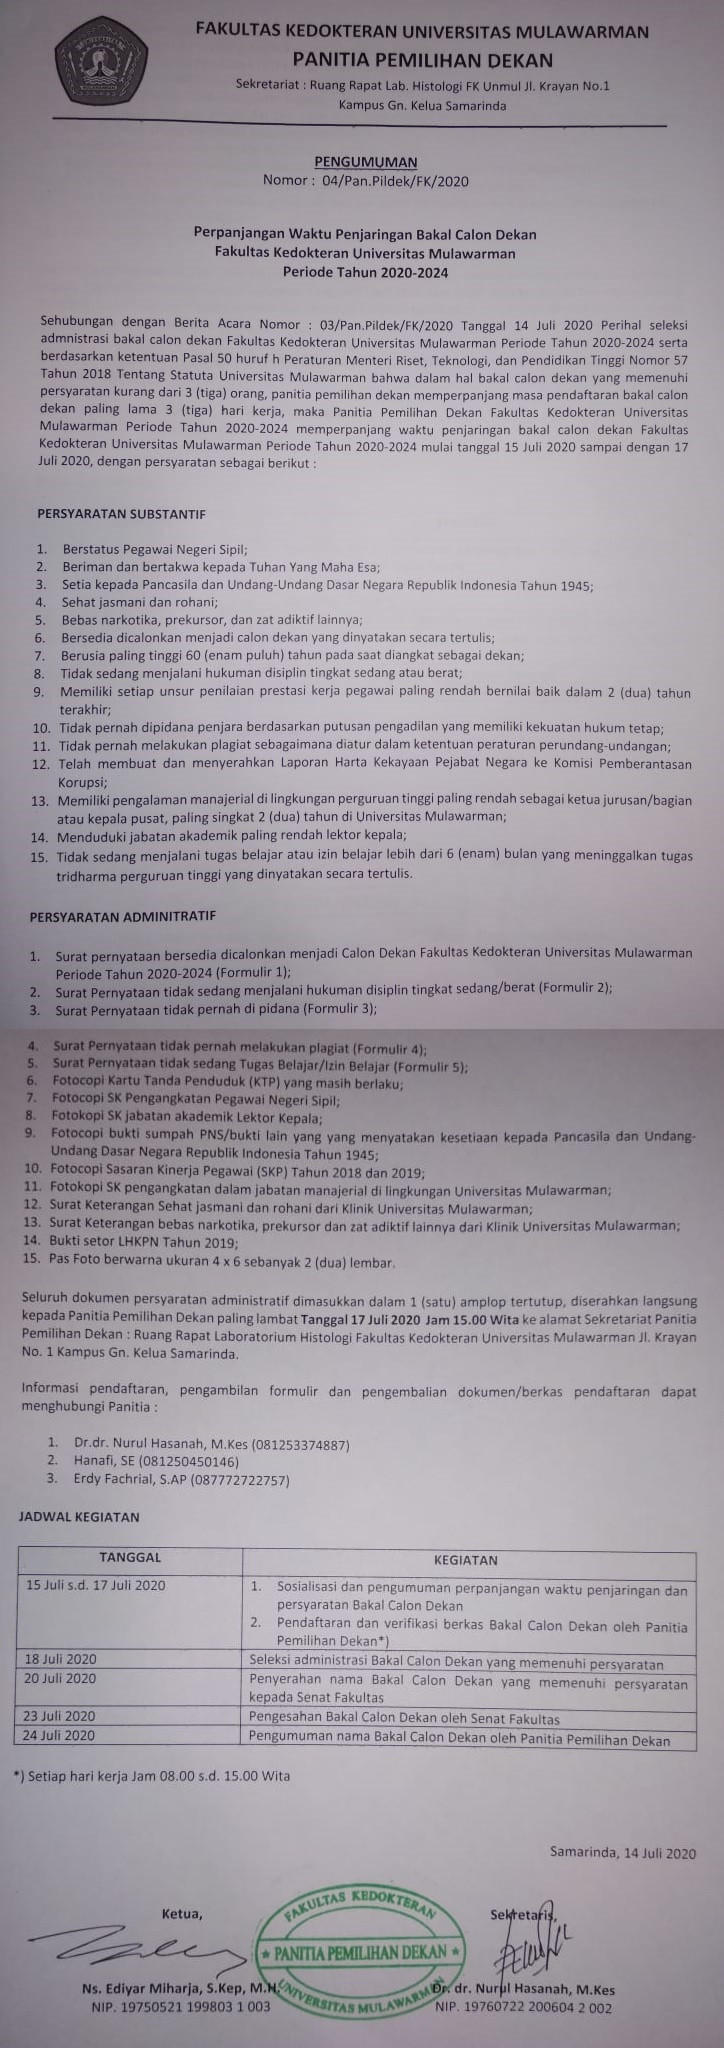 FAKULTAS KEDOKTERAN UNIVERSITAS MULAWARMAN
PANITIA PEMILIHAN DEKAN
Sekretariat : Ruang Rapat Lab. Histologi FK Unmul Jl. Krayan No.1
Kampus Gn. Kelua Samarinda
PENGUMUMAN
Nomor : 04/Pan.Pildek/FK/2020
Perpanjangan Waktu Penjaringan Bakal Calon Dekan
Fakultas Kedokteran Universitas Mulawarman
Periode Tahun 2020-2024
Sehubungan dengan Berita Acara Nomor : 03/Pan.Pildek/FK/2020 Tanggal 14 Juli 2020 Perihal seleksi
admnistrasi bakal calon dekan Fakultas Kedokteran Universitas Mulawarman Periode Tahun 2020-2024 serta
berdasarkan ketentuan Pasal 50 huruf h Peraturan Menteri Riset, Teknologi, dan Pendidikan Tinggi Nomor 57
Tahun 2018 Tentang Statuta Universitas Mulawarman bahwa dalam hal bakal calon dekan yang memenuhi
persyaratan kurang dari 3 (tiga) orang, panitia pemilihan dekan memperpanjang masa pendaftaran bakal calon
dekan paling lama 3 (tiga) hari kerja, maka Panitia Pemilihan Dekan Fakultas Kedokteran Universitas
Mulawarman Periode Tahun 2020-2024 memperpanjang waktu penjaringan bakal calon dekan Fakultas
Kedokteran Universitas Mulawarman Periode Tahun 2020-2024 mulai tanggal 15 Juli 2020 sampai dengan 17
Juli 2020, dengan persyaratan sebagai berikut :
PERSYARATAN SUBSTANTIF
1. Berstatus Pegawai Negeri Sipil;
2. Beriman dan bertakwa kepada Tuhan Yang Maha Esa;
3. Setia kepada Pancasila dan Undang-Undang Dasar Negara Republik Indonesia Tahun 1945;
4. Sehat jasmani dan rohani;
5. Bebas narkotika, prekursor, dan zat adiktif lainnya;
6. Bersedia dicalonkan menjadi calon dekan yang dinyatakan secara tertulis;
7. Berusia paling tinggi 60 (enam puluh) tahun pada saat diangkat sebagai dekan;
8. Tidak sedang menjalani hukuman disiplin tingkat sedang atau berat;
9. Memiliki setiap unsur penilaian prestasi kerja pegawai paling rendah bernilai baik dalam 2 (dua) tahun
terakhir;
10. Tidak pernah dipidana penjara berdasarkan putusan pengadilan yang memiliki kekuatan hukum tetap;
11. Tidak pernah melakukan plagiat sebagaimana diatur dalam ketentuan peraturan perundang-undangan;
12. Telah membuat dan menyerahkan Laporan Harta Kekayaan Pejabat Negara ke Komisi Pemberantasan
Korupsi;
13. Memiliki pengalaman manajerial di lingkungan perguruan tinggi paling rendah sebagai ketua jurusan/bagian
atau kepala pusat, paling singkat 2 (dua) tahun di Universitas Mulawarman;
14. Menduduki jabatan akademik paling rendah lektor kepala;
15. Tidak sedang menjalani tugas belajar atau izin belajar lebih dari 6 (enam) bulan yang meninggalkan tugas
tridharma perguruan tinggi yang dinyatakan secara tertulis.
PERSYARATAN ADMINITRATIF
1. Surat pernyataan bersedia dicalonkan menjadi Calon Dekan Fakultas Kedokteran Universitas Mulawarman
Periode Tahun 2020-2024 (Formulir 1);
2. Surat Pernyataan tidak sedang menjalani hukuman disiplin tingkat sedang/berat (Formulir 2);
3. Surat Pernyataan tidak pernah di pidana (Formulir 3);
4. Surat Pernyataan tidak pernah melakukan plagiat (Formulir 4);
5. Surat Pernyataan tidak sedang Tugas Belajar/Izin Belajar (Formulir 5);
6. Fotocopi Kartu Tanda Penduduk (KTP) yang masih berlaku;
7. Fotocopi SK Pengangkatan Pegawai Negeri Sipil;
8. Fotokopi SK jabatan akademik Lektor Kepala;
9. Fotocopi bukti sumpah PNS/bukti lain yang yang menyatakan kesetiaan kepada Pancasila dan Undang-
Undang Dasar Negara Republik Indonesia Tahun 1945;
10. Fotocopi Sasaran Kinerja Pegawai (SKP) Tahun 2018 dan 2019;
11. Fotokopi SK pengangkatan dalam jabatan manajerial di lingkungan Universitas Mulawarman;
12. Surat Keterangan Sehat jasmani dan rohani dari Klinik Universitas Mulawarman;
13. Surat Keterangan bebas narkotika, prekursor dan zat adiktif lainnya dari Klinik Universitas Mulawarman;
14. Bukti setor LHKPN Tahun 2019;
15. Pas Foto berwarna ukuran 4 x 6 sebanyak 2 (dua) lembar.
Seluruh dokumen persyaratan administratif dimasukkan dalam 1 (satu) amplop tertutup, diserahkan langsung
kepada Panitia Pemilihan Dekan paling lambat Tanggal 17 Juli 2020 Jam 15.00 Wita ke alamat Sekretariat Panitia
Pemilihan Dekan : Ruang Rapat Laboratorium Histologi Fakultas Kedokteran Universitas Mulawarman Jl. Krayan
No. 1 Kampus Gn. Kelua Samarinda.
Informasi pendaftaran, pengambilan formulir dan pengembalian dokumen/berkas pendaftaran dapat
menghubungi Panitia :
1. Dr.dr. Nurul Hasanah, M.Kes (081253374887)
2. Hanafi, SE (081250450146)
3. Erdy Fachrial, S.AP (087772722757)
JADWAL KEGIATAN
TANGGAL KEGIATAN
15 Juli s.d. 17 Juli 2020 1. Sosialisasi dan pengumuman perpanjangan waktu penjaringan dan
persyaratan Bakal Calon Dekan
2. Pendaftaran dan verifikasi berkas Bakal Calon Dekan oleh Panitia
Pemilihan Dekan*)
18 Juli 2020 Seleksi administrasi Bakal Calon Dekan yang memenuhi persyaratan
20 Juli 2020 Penyerahan nama Bakal Calon Dekan yang memenuhi persyaratan
kepada Senat Fakultas
23 Juli 2020 Pengesahan Bakal Calon Dekan oleh Senat Fakultas
24 Juli 2020 Pengumuman nama Bakal Calon Dekan oleh Panitia Pemilihan Dekan
*) Setiap hari kerja Jam 08.00 s.d. 15.00 Wita
Samarinda, 14 Juli 2020
Ketua, Sekretaris,
FAKULTAS KEDOKTERAN
★ PANITIA PEMILIHAN DEKAN ★
UNIVERSITAS MULAWARMAN
Ns. Ediyar Miharja, S.Kep, M.H. Dr. dr. Nurul Hasanah, M.Kes
NIP. 19750521 199803 1 003 NIP. 19760722 200604 2 002